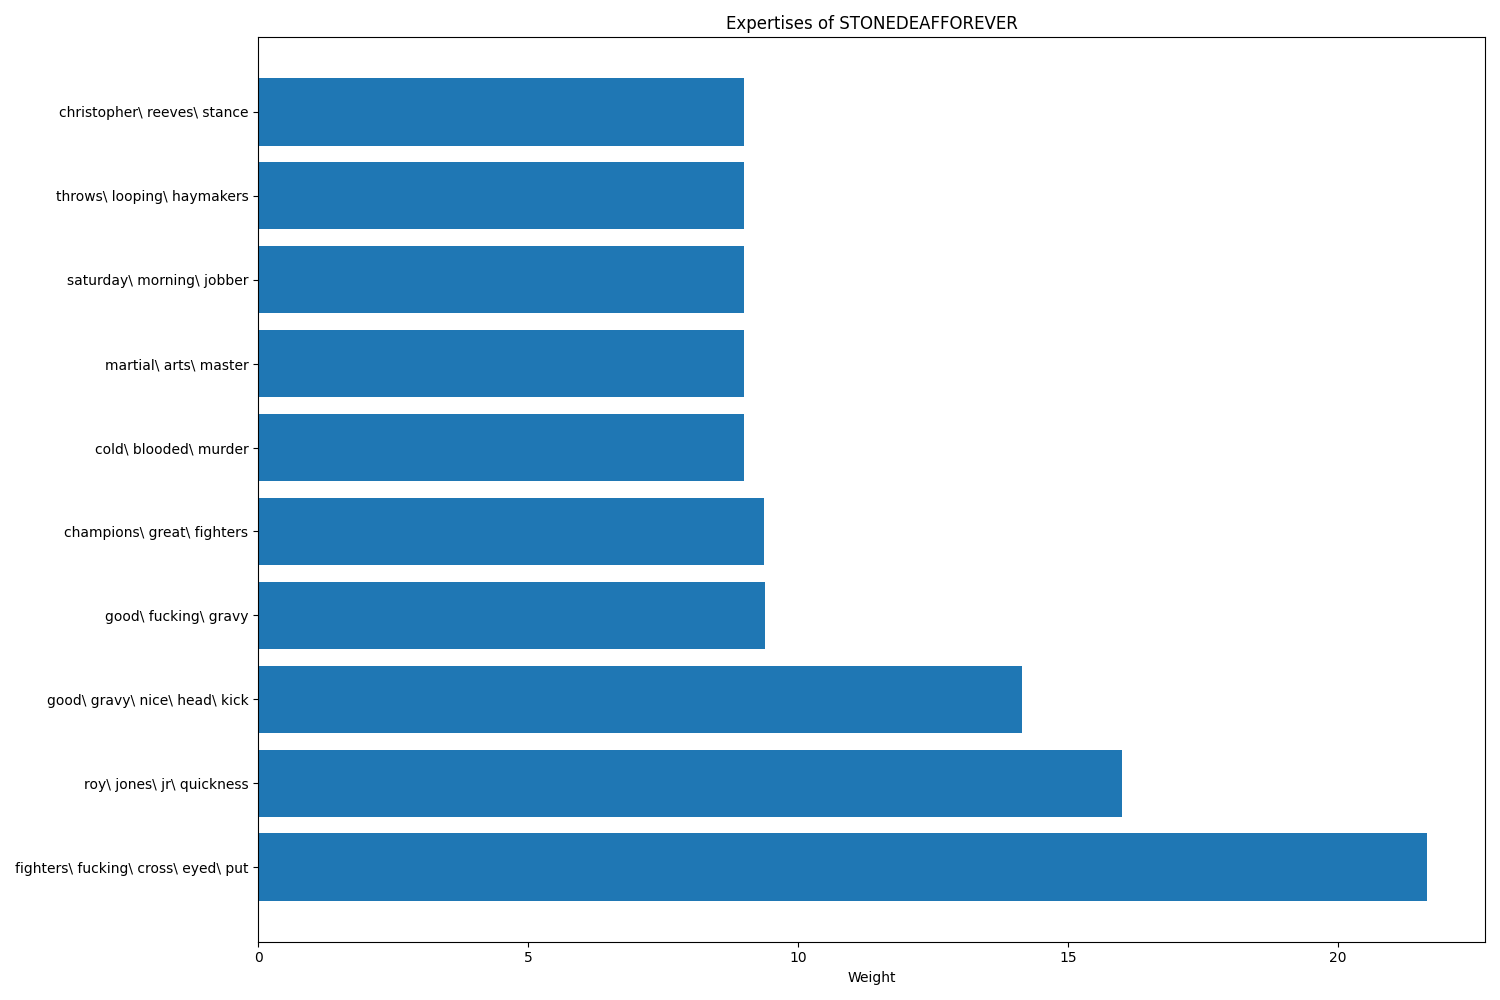 Expertises of STONEDEAFFOREVER
christopher\ reeves\ stance
throws\ looping\ haymakers
saturday\ morning\ jobber
martial\ arts\ master
cold\ blooded\ murder
champions\ great\ fighters
good\ fucking\ gravy
good\ gravy\ nice\ head\ kick
roy\ jones\ jr\ quickness
fighters\ fucking\ cross\ eyed\ put
0 5 10 15 20
Weight